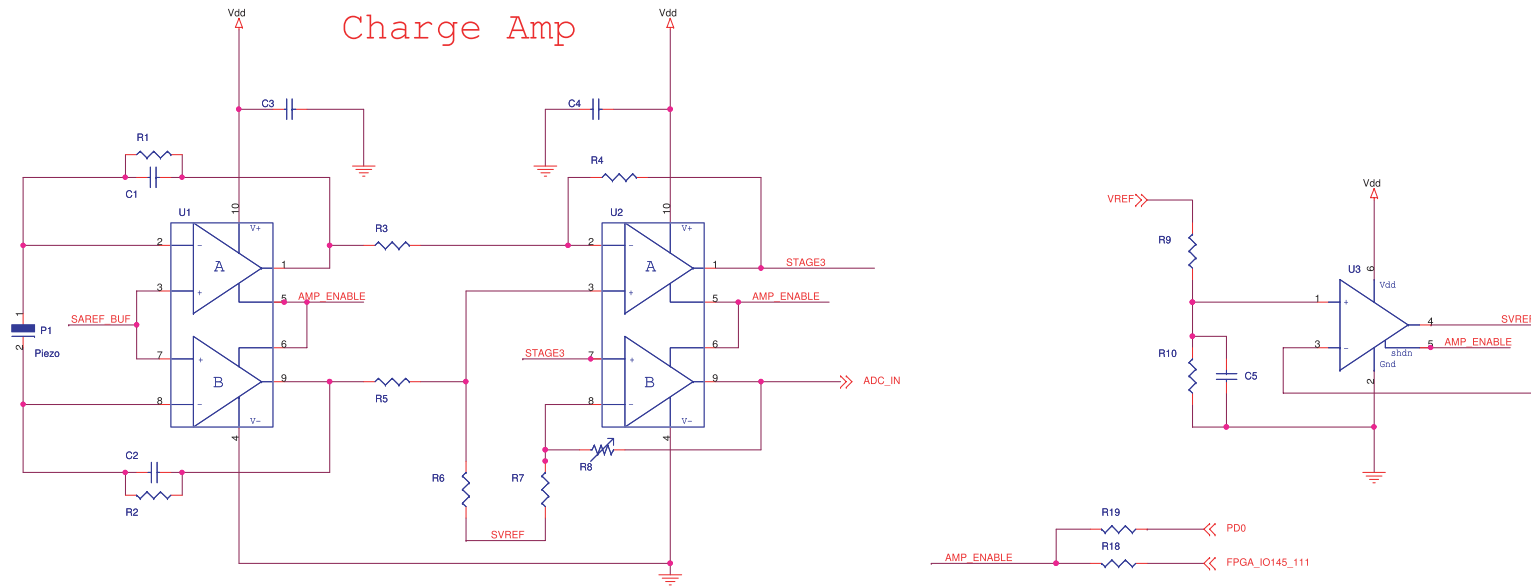 Charge Amp
Vdd
Vdd
C3
C4
R1
C1
R4
Vdd
VREF
U1
10
V+
2
-
A
1
3
+
5
AMP_ENABLE
SAREF_BUF
P1
Piezo
1
2
6
7
+
B
9
8
-
V-
4
C2
R2
R3
R5
U2
10
V+
2
-
A
1
STAGE3
3
+
5
AMP_ENABLE
6
STAGE3
7
+
B
9
ADC_IN
8
-
V-
4
R8
R6
R7
SVREF
R9
R10
C5
U3
6
Vdd
1
+
4
SVREF
3
-
5
AMP_ENABLE
shdn
Gnd
2
R19
PD0
R18
AMP_ENABLE
FPGA_IO145_111